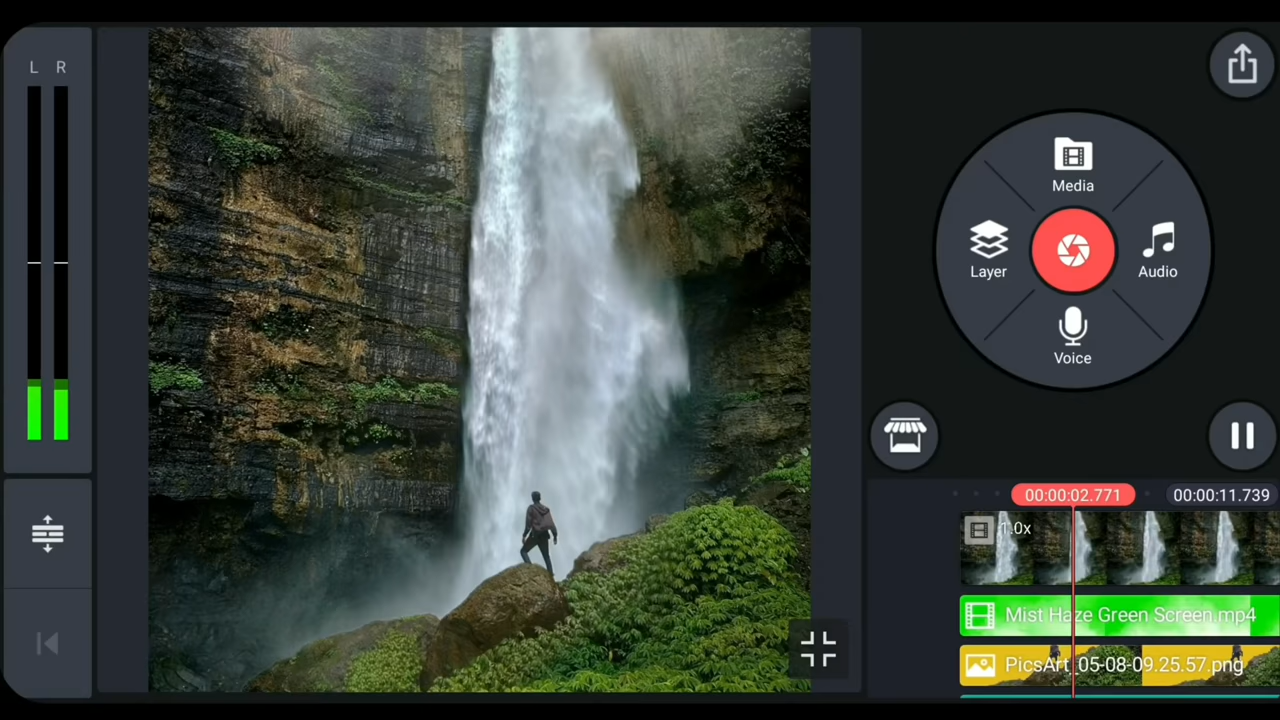 L R
Media
Layer
Audio
Voice
00:00:02.771
00:00:11.739
1.0x
Mist Haze Green Screen.mp4
PicsArt_05-08-09.25.57.png